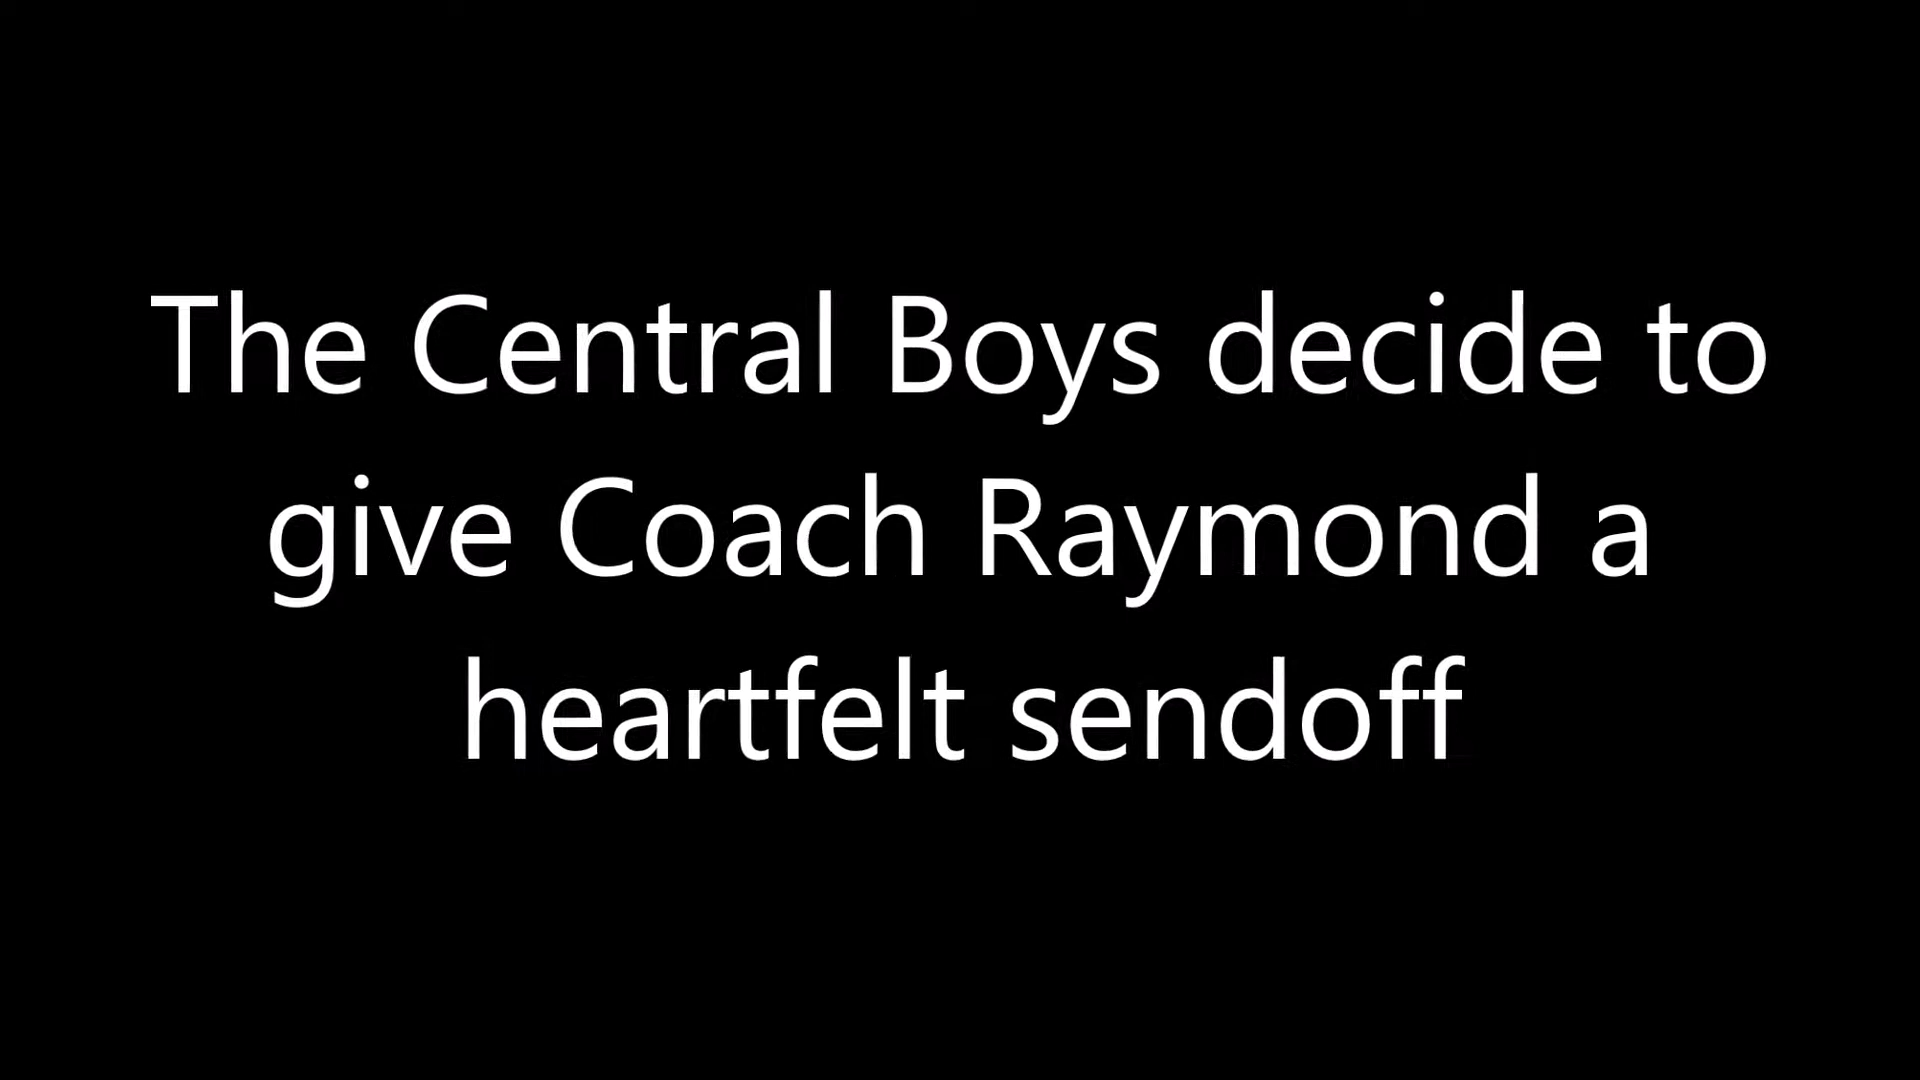 The Central Boys decide to
give Coach Raymond a
heartfelt sendoff